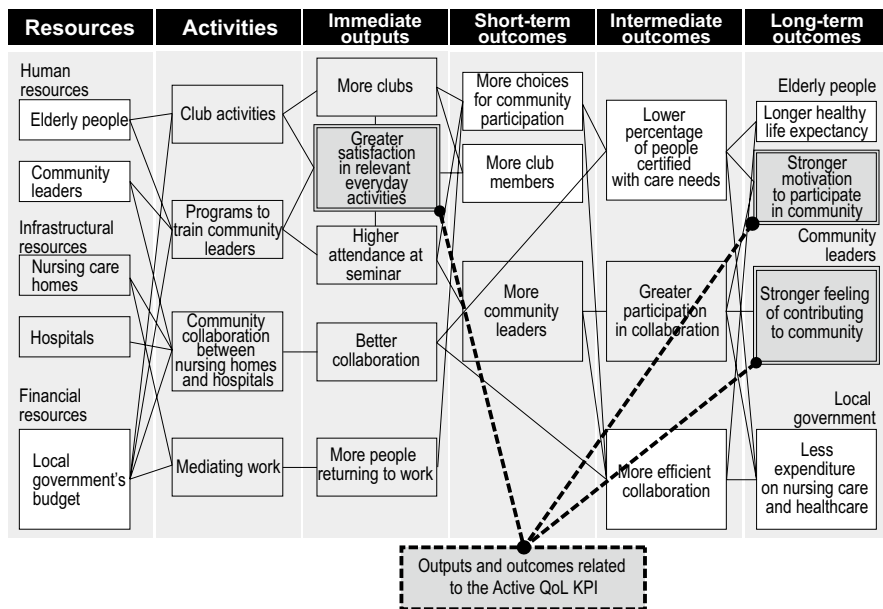 Resources
Activities
Immediate
outputs
Short-term
outcomes
Intermediate
outcomes
Long-term
outcomes
Human
resources
Elderly people
Community
leaders
Infrastructural
resources
Nursing care
homes
Hospitals
Financial
resources
Local
government's
budget
Club activities
Programs to
train community
leaders
Community
collaboration
between
nursing homes
and hospitals
Mediating work
More clubs
Greater
satisfaction
in relevant
everyday
activities
Higher
attendance at
seminar
Better
collaboration
More people
returning to work
More choices
for community
participation
More club
members
More
community
leaders
Lower
percentage
of people
certified
with care needs
Greater
participation
in collaboration
More efficient
collaboration
Elderly people
Longer healthy
life expectancy
Stronger
motivation
to participate
in community
Community
leaders
Stronger feeling
of contributing
to community
Local
government
Less
expenditure
on nursing care
and healthcare
Outputs and outcomes related
to the Active QoL KPI